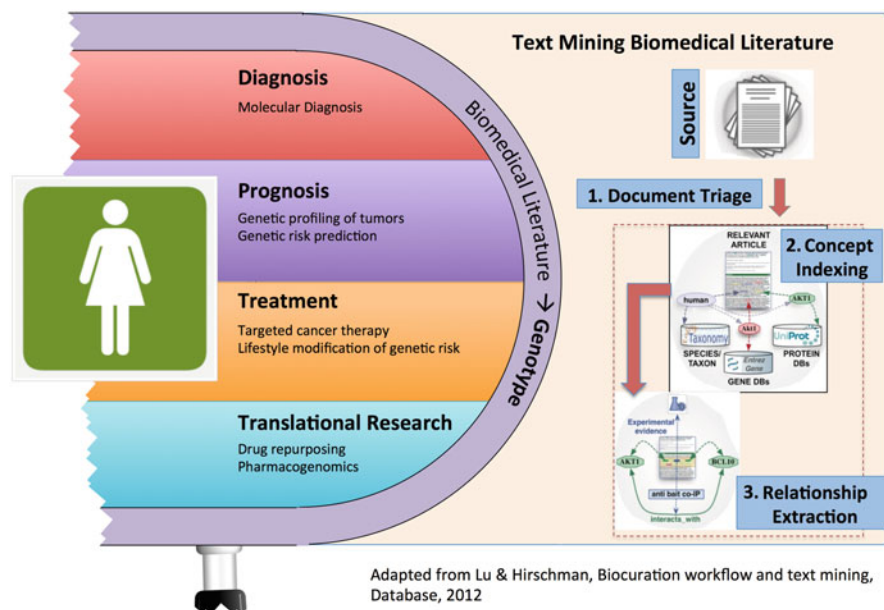 Diagnosis
Molecular Diagnosis
Prognosis
Genetic profiling of tumors
Genetic risk prediction
Treatment
Targeted cancer therapy
Lifestyle modification of genetic risk
Translational Research
Drug repurposing
Pharmacogenomics
Biomedical Literature → Genotype
Text Mining Biomedical Literature
Source
1. Document Triage
RELEVANT
ARTICLE
2. Concept
Indexing
human
AKT1
Akt1
Taxonomy
UniProt
SPECIES/
TAXON
Entrez
Gene
PROTEIN
DBs
GENE DBs
Experimental
evidence
AKT1
BCL10
anti bait co-IP
interacts_with
3. Relationship
Extraction
Adapted from Lu & Hirschman, Biocuration workflow and text mining,
Database, 2012